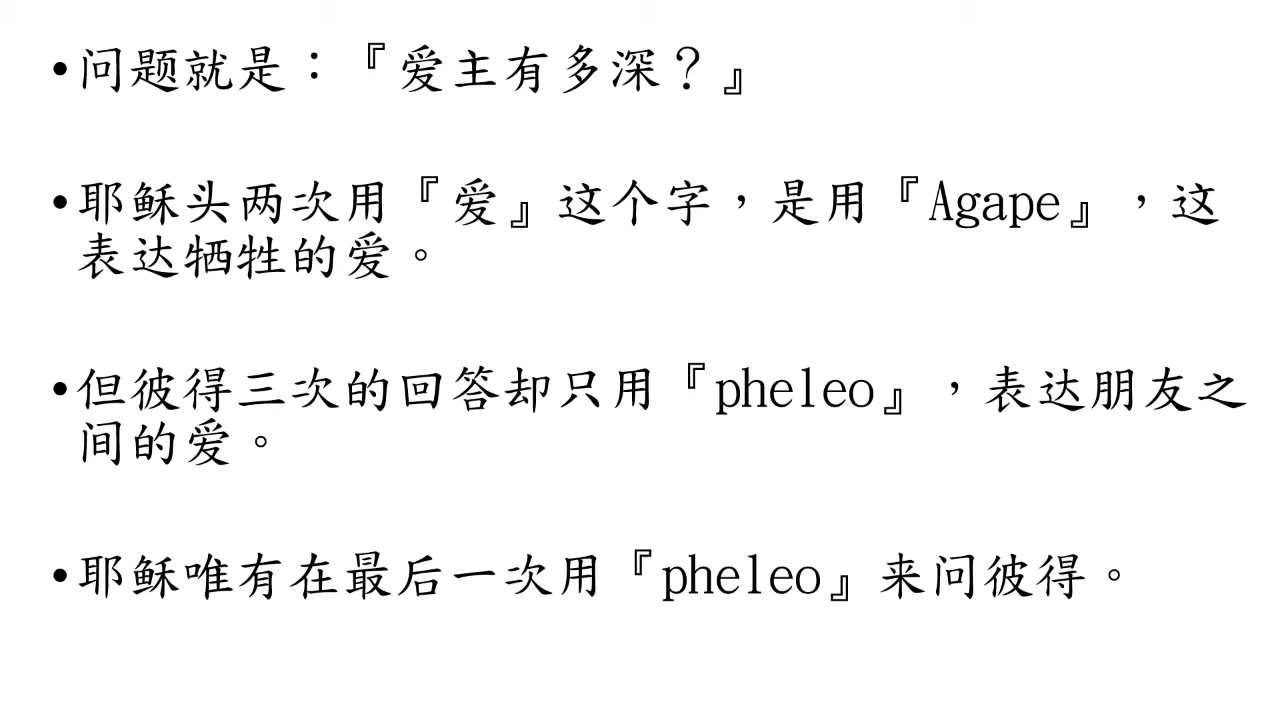 •问题就是：『爱主有多深？』
•耶稣头两次用『爱』这个字，是用『Agape』，这
表达牺牲的爱。
•但彼得三次的回答却只用『pheleo』，表达朋友之
间的爱。
•耶稣唯有在最后一次用『pheleo』来问彼得。